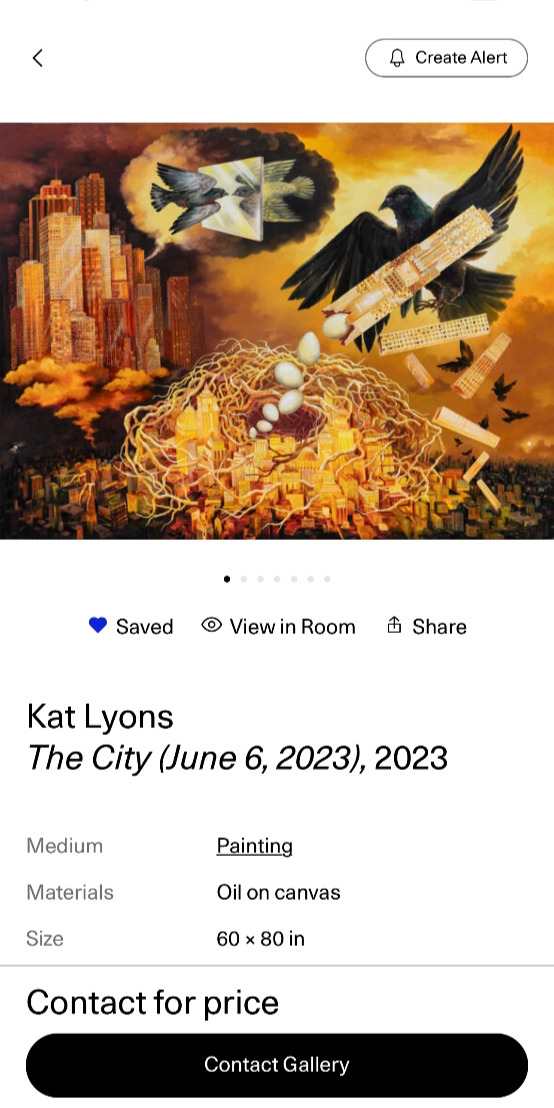 Create Alert
Saved
View in Room
Share
Kat Lyons
The City (June 6, 2023), 2023
Medium Painting
Materials Oil on canvas
Size 60 × 80 in
Contact for price
Contact Gallery